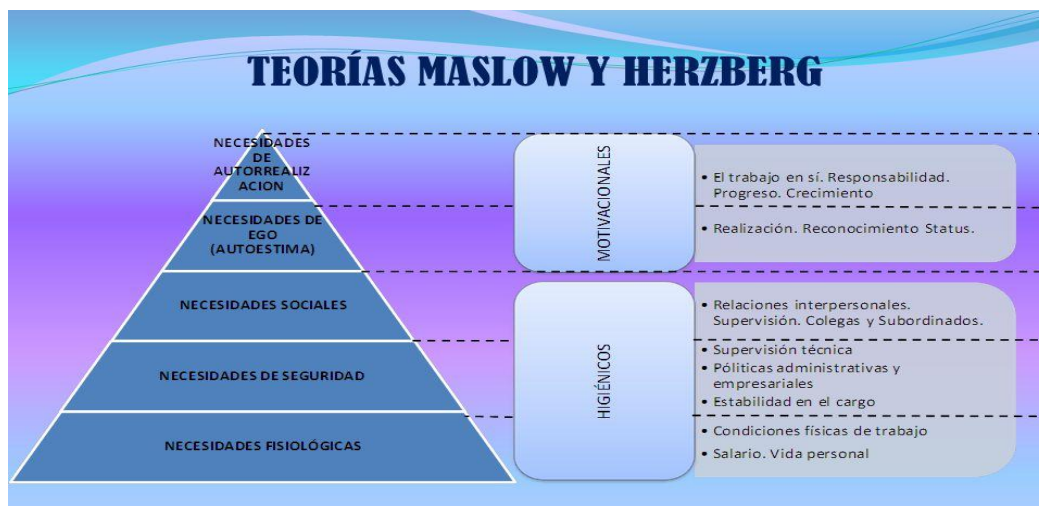 TEORÍAS MASLOW Y HERZBERG
NECESIDADES
DE
AUTORREALIZ
ACION
NECESIDADES DE
EGO
(AUTOESTIMA)
NECESIDADES SOCIALES
NECESIDADES DE SEGURIDAD
NECESIDADES FISIOLÓGICAS
MOTIVACIONALES
• El trabajo en sí. Responsabilidad.
Progreso. Crecimiento
• Realización. Reconocimiento Status.
HIGIÉNICOS
• Relaciones interpersonales.
Supervisión. Colegas y Subordinados.
• Supervisión técnica
• Póliticas administrativas y
empresariales
• Estabilidad en el cargo
• Condiciones físicas de trabajo
• Salario. Vida personal